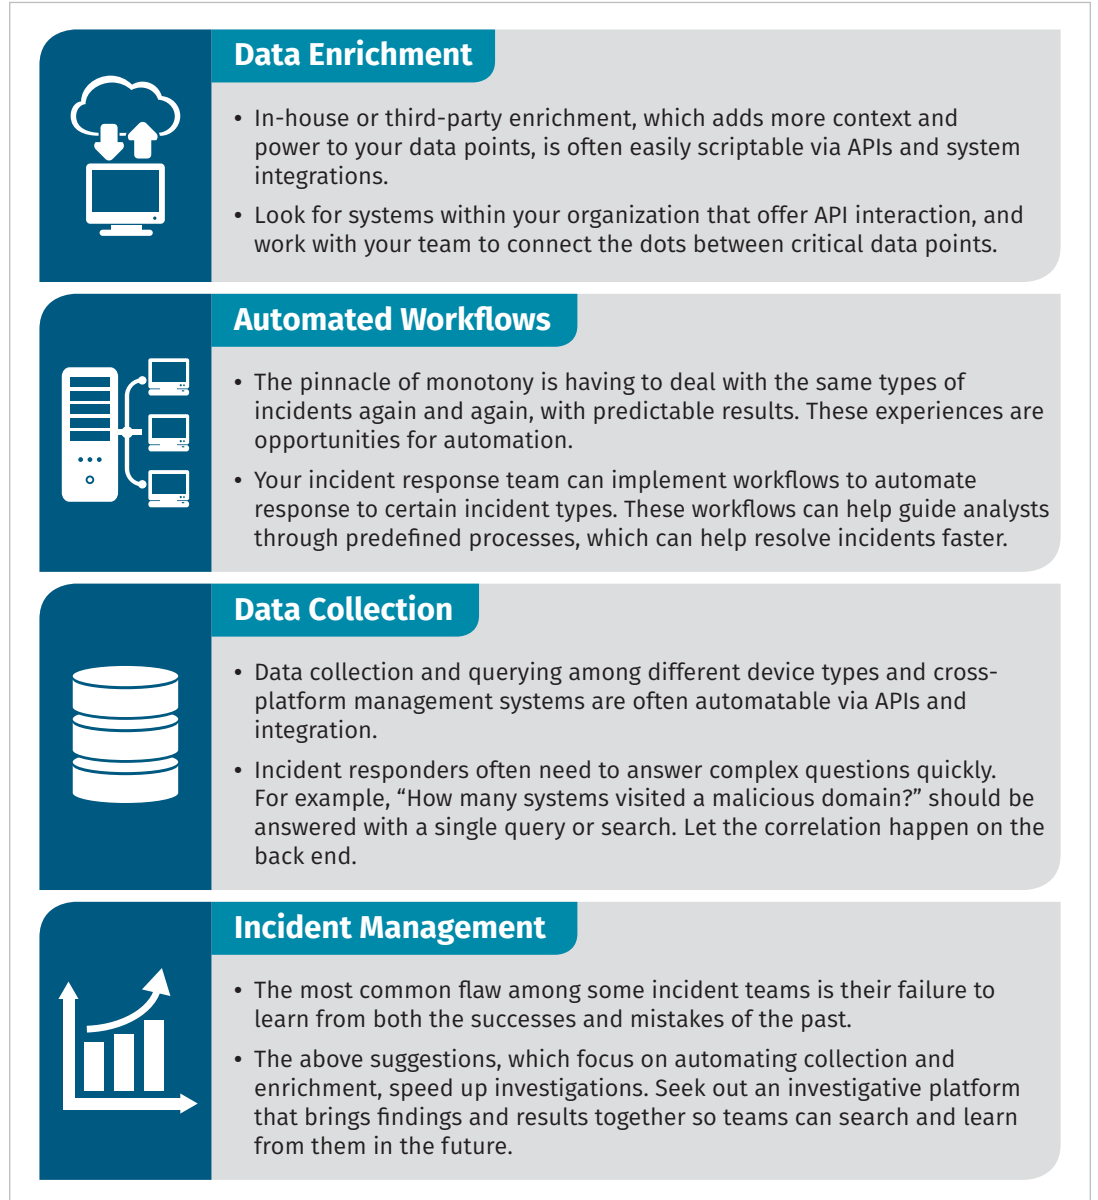 Data Enrichment
• In-house or third-party enrichment, which adds more context and
power to your data points, is often easily scriptable via APIs and system
integrations.
• Look for systems within your organization that offer API interaction, and
work with your team to connect the dots between critical data points.
Automated Workflows
• The pinnacle of monotony is having to deal with the same types of
incidents again and again, with predictable results. These experiences are
opportunities for automation.
• Your incident response team can implement workflows to automate
response to certain incident types. These workflows can help guide analysts
through predefined processes, which can help resolve incidents faster.
Data Collection
• Data collection and querying among different device types and cross-
platform management systems are often automatable via APIs and
integration.
• Incident responders often need to answer complex questions quickly.
For example, “How many systems visited a malicious domain?” should be
answered with a single query or search. Let the correlation happen on the
back end.
Incident Management
• The most common flaw among some incident teams is their failure to
learn from both the successes and mistakes of the past.
• The above suggestions, which focus on automating collection and
enrichment, speed up investigations. Seek out an investigative platform
that brings findings and results together so teams can search and learn
from them in the future.